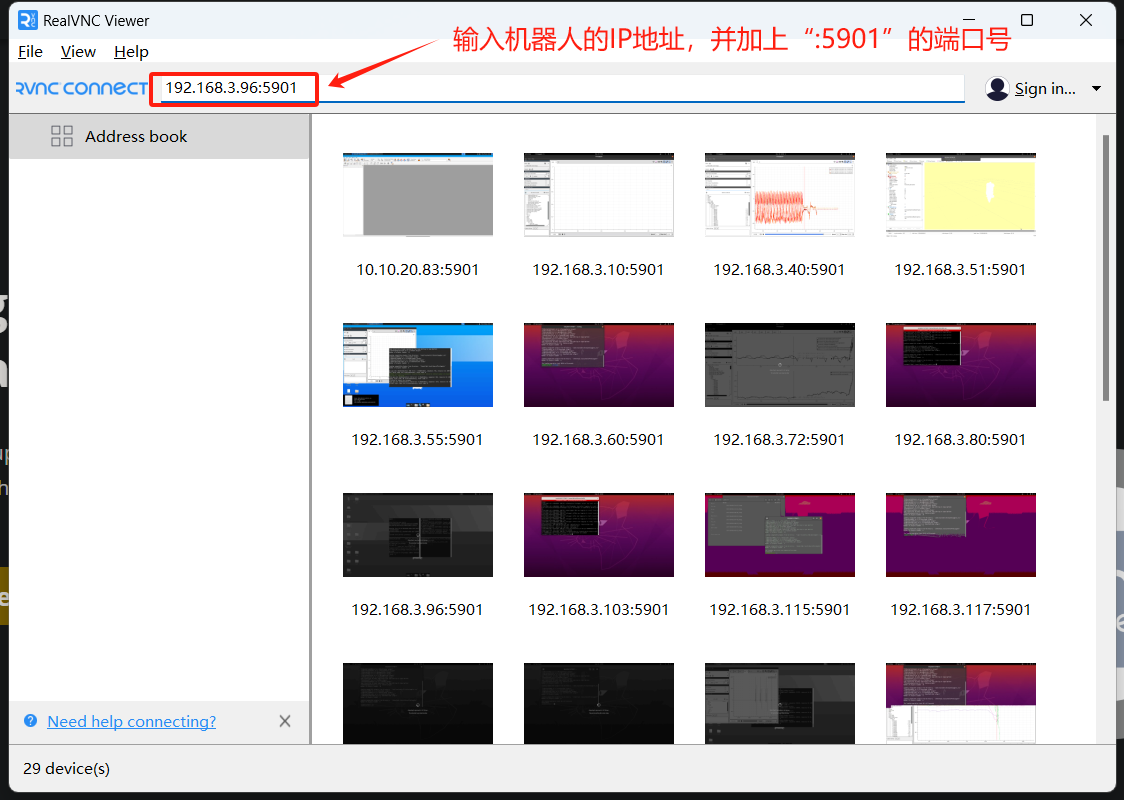 RealVNC Viewer
输入机器人的IP地址，并加上“:5901”的端口号
File View Help
RVNC CONNECT
192.168.3.96:5901
Sign in...
Address book
10.10.20.83:5901 192.168.3.10:5901 192.168.3.40:5901 192.168.3.51:5901
192.168.3.55:5901 192.168.3.60:5901 192.168.3.72:5901 192.168.3.80:5901
192.168.3.96:5901 192.168.3.103:5901 192.168.3.115:5901 192.168.3.117:5901
Need help connecting?
29 device(s)